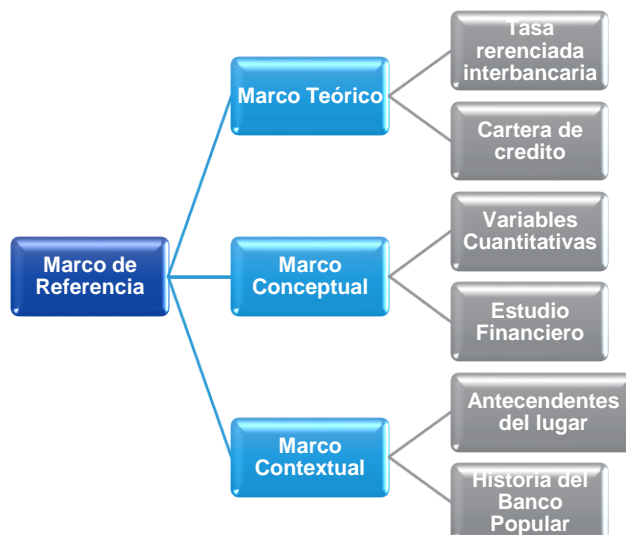 Marco de
Referencia
Marco Teórico
Tasa
rerenciada
interbancaria
Cartera de
credito
Marco
Conceptual
Variables
Cuantitativas
Estudio
Financiero
Marco
Contextual
Antecendentes
del lugar
Historia del
Banco
Popular